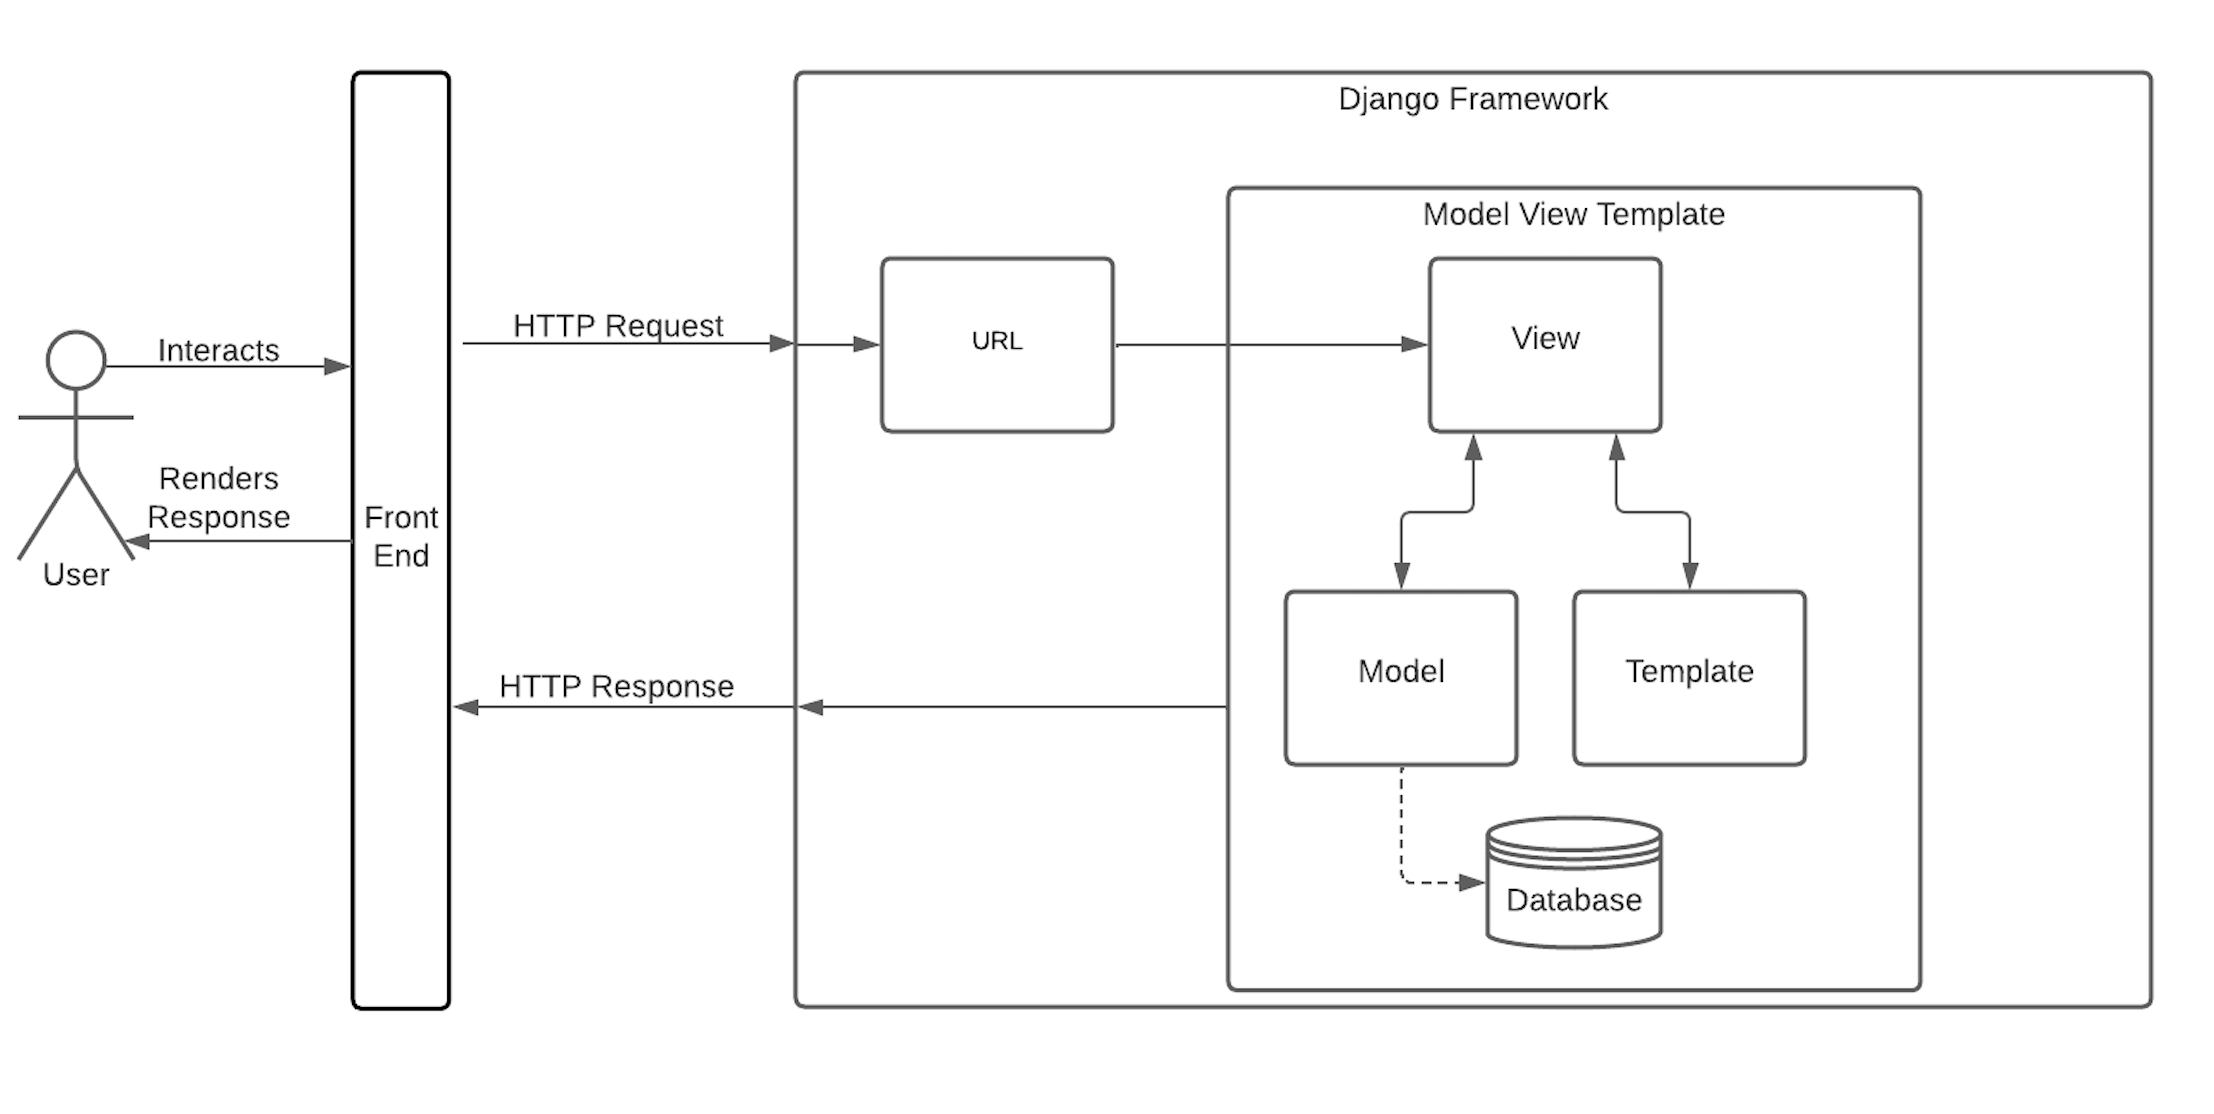 Django Framework
Model View Template
HTTP Request
URL
View
Interacts
Renders
Response
User
Front
End
HTTP Response
Model
Template
Database